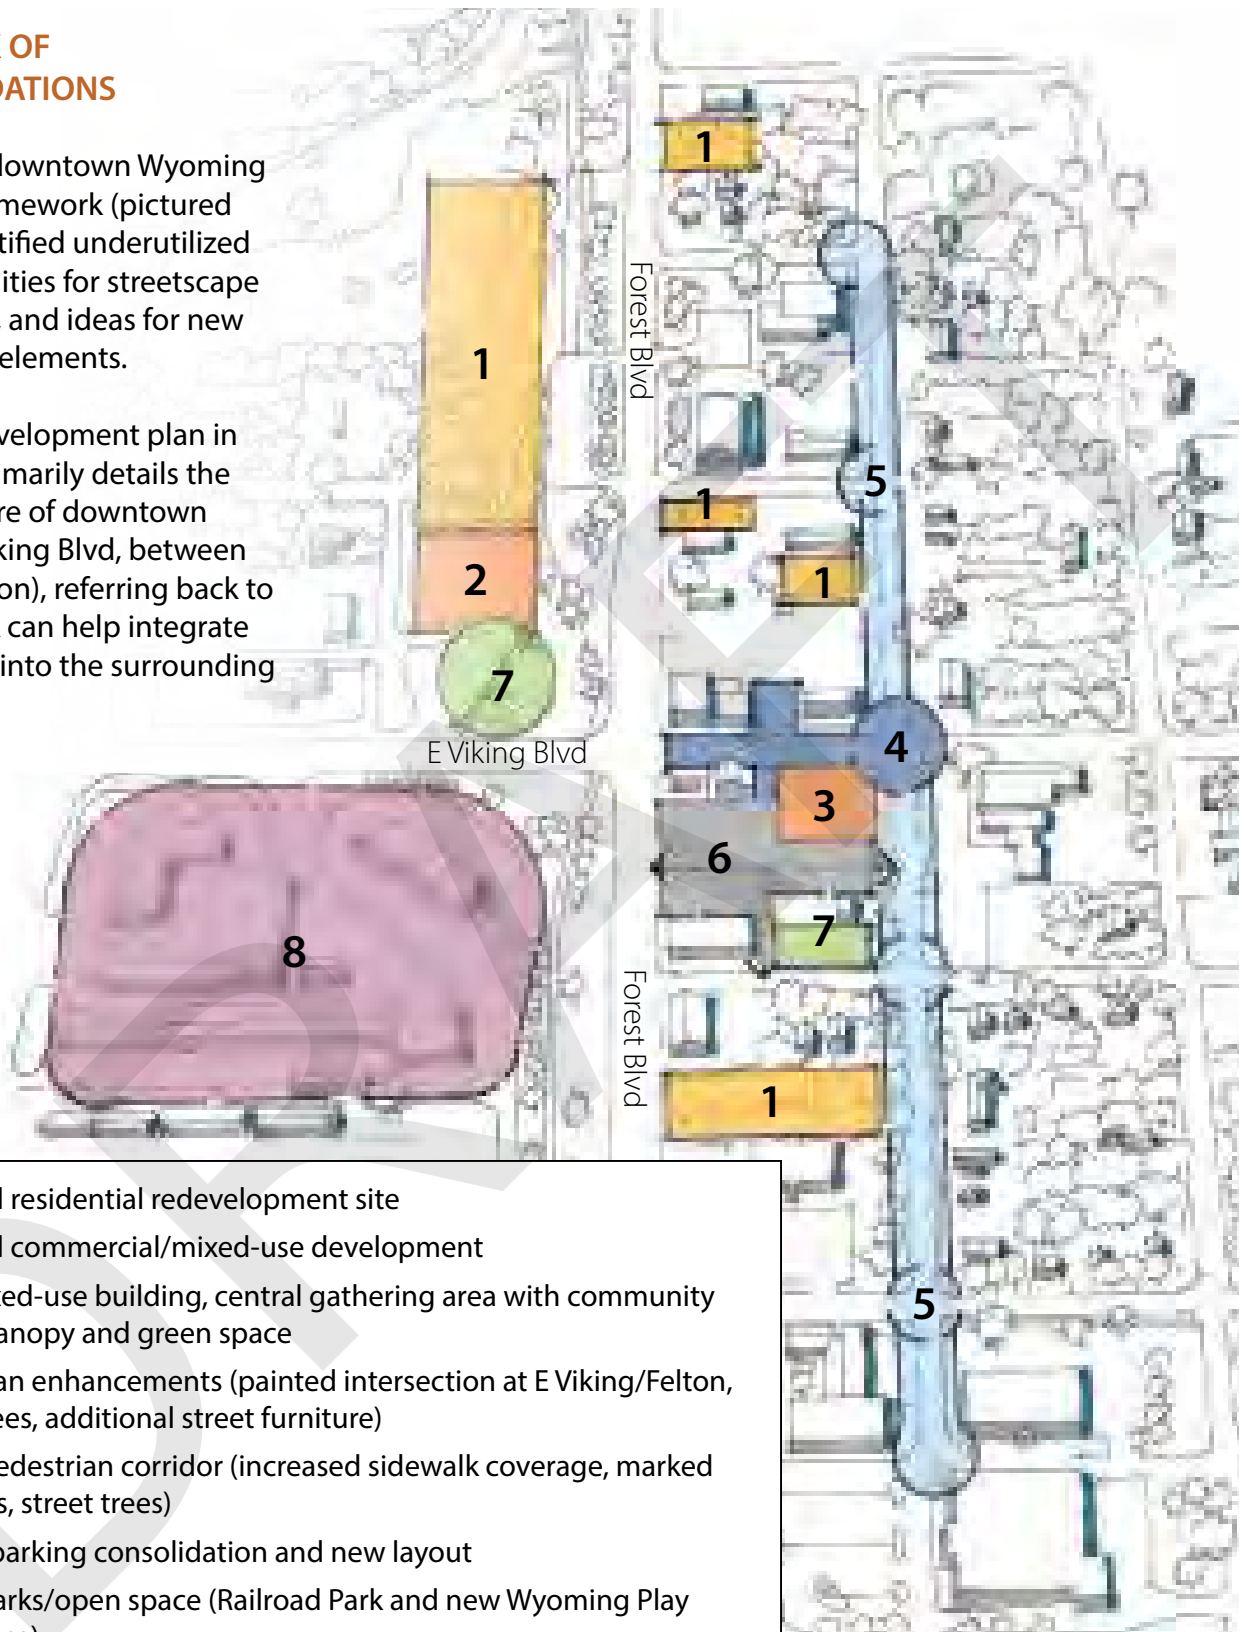 OF
DATIONS
downtown Wyoming
mework (pictured
tified underutilized
ities for streetscape
, and ideas for new
elements.
velopment plan in
marily details the
re of downtown
king Blvd, between
on), referring back to
can help integrate
into the surrounding
1
1
Forest Blvd
1
5
1
1
2
7
4
E Viking Blvd
3
6
7
8
Forest Blvd
1
5
l residential redevelopment site
l commercial/mixed-use development
xed-use building, central gathering area with community
anopy and green space
an enhancements (painted intersection at E Viking/Felton,
ees, additional street furniture)
edestrian corridor (increased sidewalk coverage, marked
s, street trees)
parking consolidation and new layout
arks/open space (Railroad Park and new Wyoming Play
DRAFT